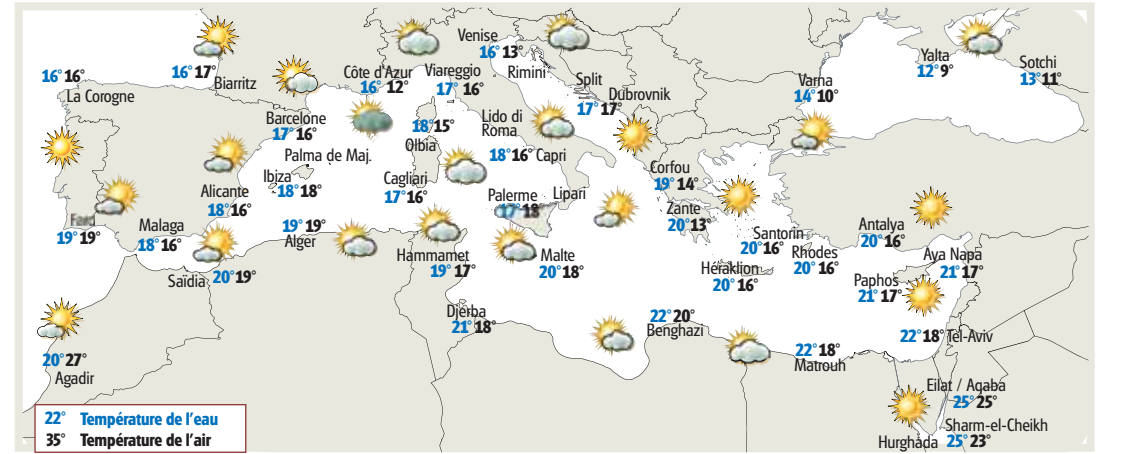 Venise
16° 13°
Rimini
Yalta
12° 9°
Sotchi
13° 11°
16° 16°
La Corogne
16° 17°
Biarritz
Côte d'Azur
16° 12°
Viareggio
17° 16°
Split
17° 17°
Dubrovnik
Varna
14° 10°
Barcelone
17° 16°
18° 15°
Olbia
Lido di
Roma
18° 16° Capri
Palma de Maj.
Ibiza
18° 18°
Cagliari
17° 16°
Corfou
19° 14°
Alicante
18° 16°
Palerme
17° 18
Lipari
Zante
20° 13°
Faro
19° 19°
Malaga
18° 16°
19° 19°
Alger
Santorin
20° 16°
Antalya
20° 16°
Hammamet
19° 17°
Malte
20° 18°
Héraklion
20° 16°
Rhodes
20° 16°
Aya Napa
21° 17°
Saïdia
20° 19°
Paphos
21° 17°
Djerba
21° 18°
22° 20°
Benghazi
22° 18° Tel-Aviv
20° 27°
Agadir
22° 18°
Matrouh
Eilat / Aqaba
25° 25°
Sharm-el-Cheikh
Hurghada 25° 23°
22° Température de l'eau
35° Température de l'air